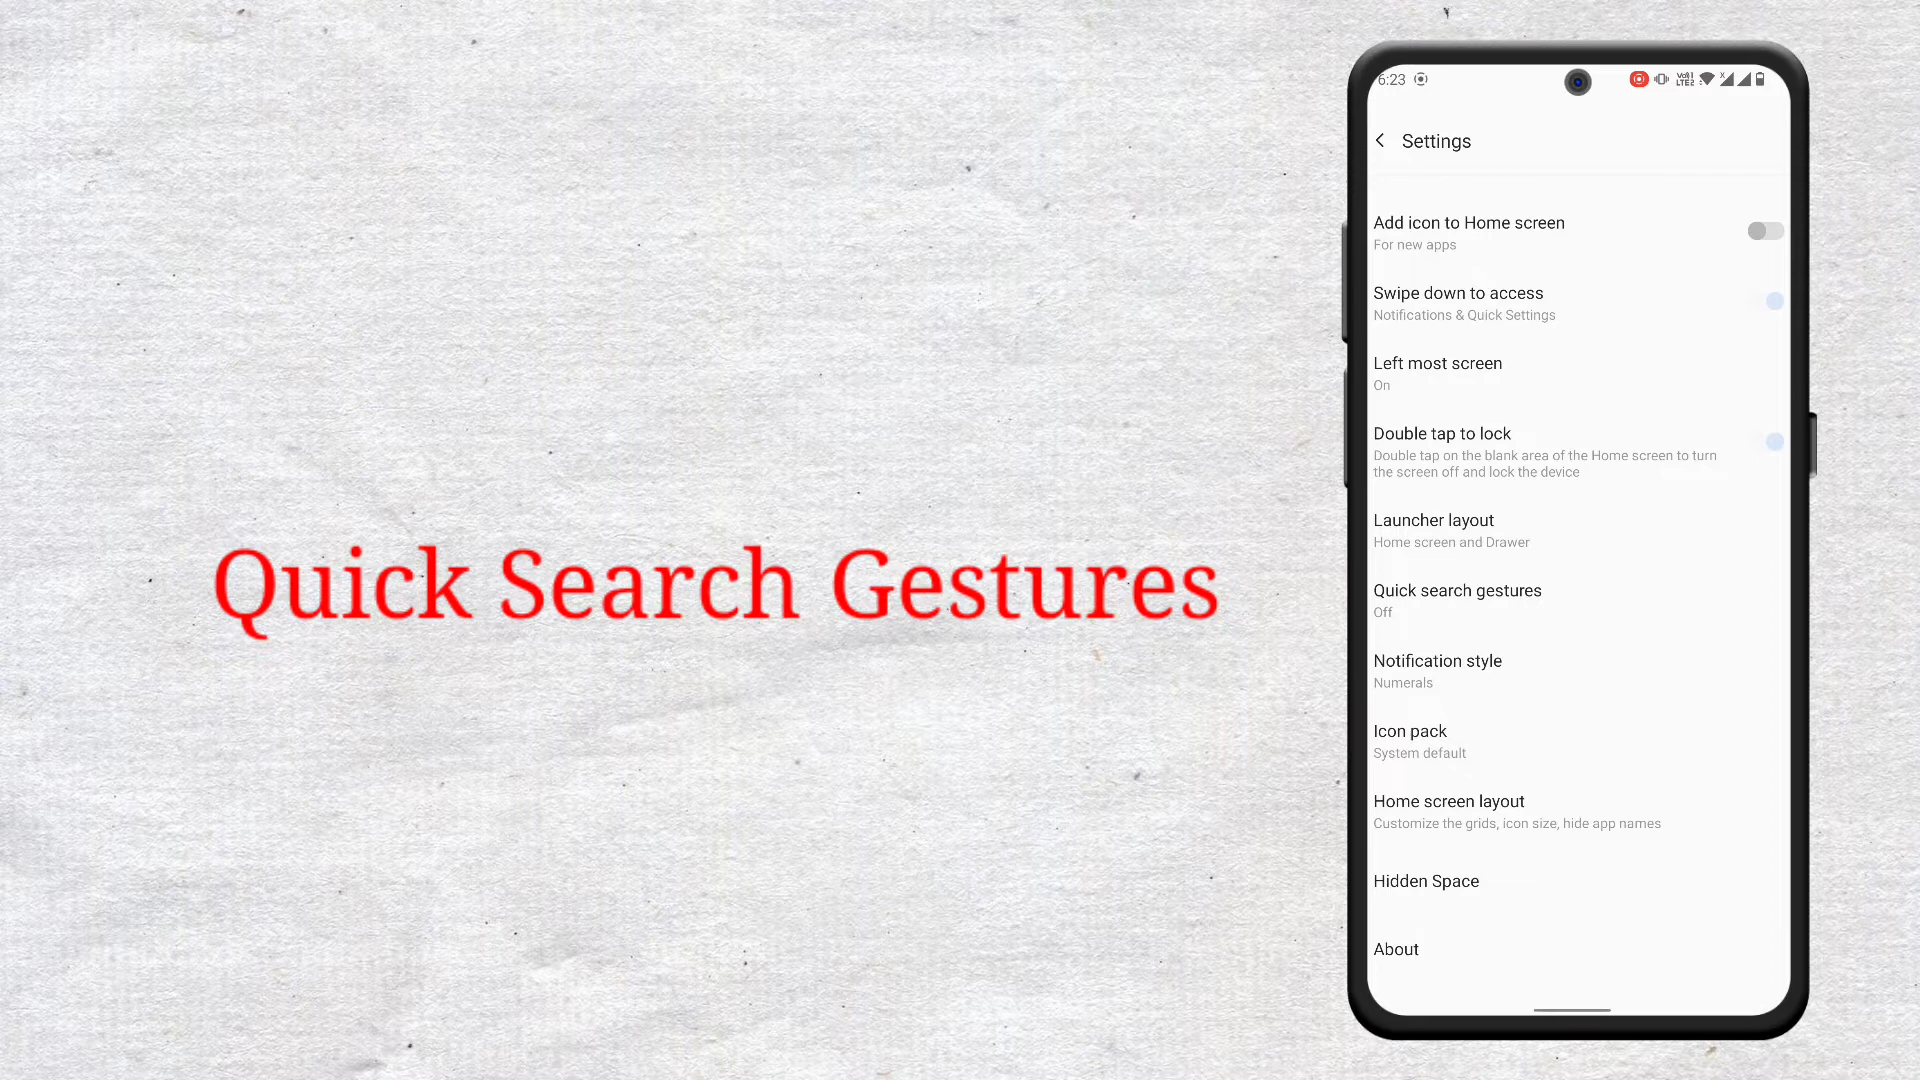 6:23
Settings
Add icon to Home screen
For new apps
Swipe down to access
Notifications & Quick Settings
Left most screen
On
Double tap to lock
Double tap on the blank area of the Home screen to turn
the screen off and lock the device
Launcher layout
Home screen and Drawer
Quick Search Gestures
Quick search gestures
Off
Notification style
Numerals
Icon pack
System default
Home screen layout
Customize the grids, icon size, hide app names
Hidden Space
About